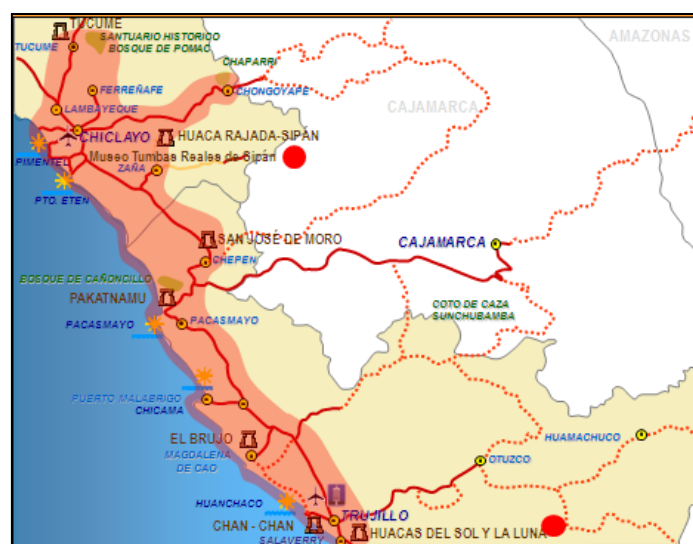 TUCUME
SANTUARIO HISTORICO
BOSQUE DE POMAC
AMAZONAS
TUCUME
CHAPARRI
FERREÑAFE
CHONGOYAPE
LAMBAYEQUE
CAJAMARCA
CHICLAYO
HUACA RAJADA-SIPÁN
PIMENTEL
Museo Tumbas Reales de Sipán
ZAÑA
PTO. ETEN
SAN JOSÉ DE MORO
CAJAMARCA
CHEPEN
BOSQUE DE CAÑONCILLO
PAKATNAMU
COTO DE CAZA
SUNCHUBAMBA
PACASMAYO
PACASMAYO
PUERTO MALABRIGO
CHICAMA
EL BRUJO
HUAMACHUCO
MAGDALENA
DE CAO
OTUZCO
HUANCHACO
TRUJILLO
CHAN - CHAN
HUACAS DEL SOL Y LA LUNA
SALAVERRY